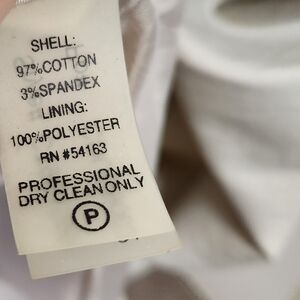 SHELL:
97%COTTON
3%SPANDEX
LINING:
100%POLYESTER
RN #54163
PROFESSIONAL
DRY CLEAN ONLY
P